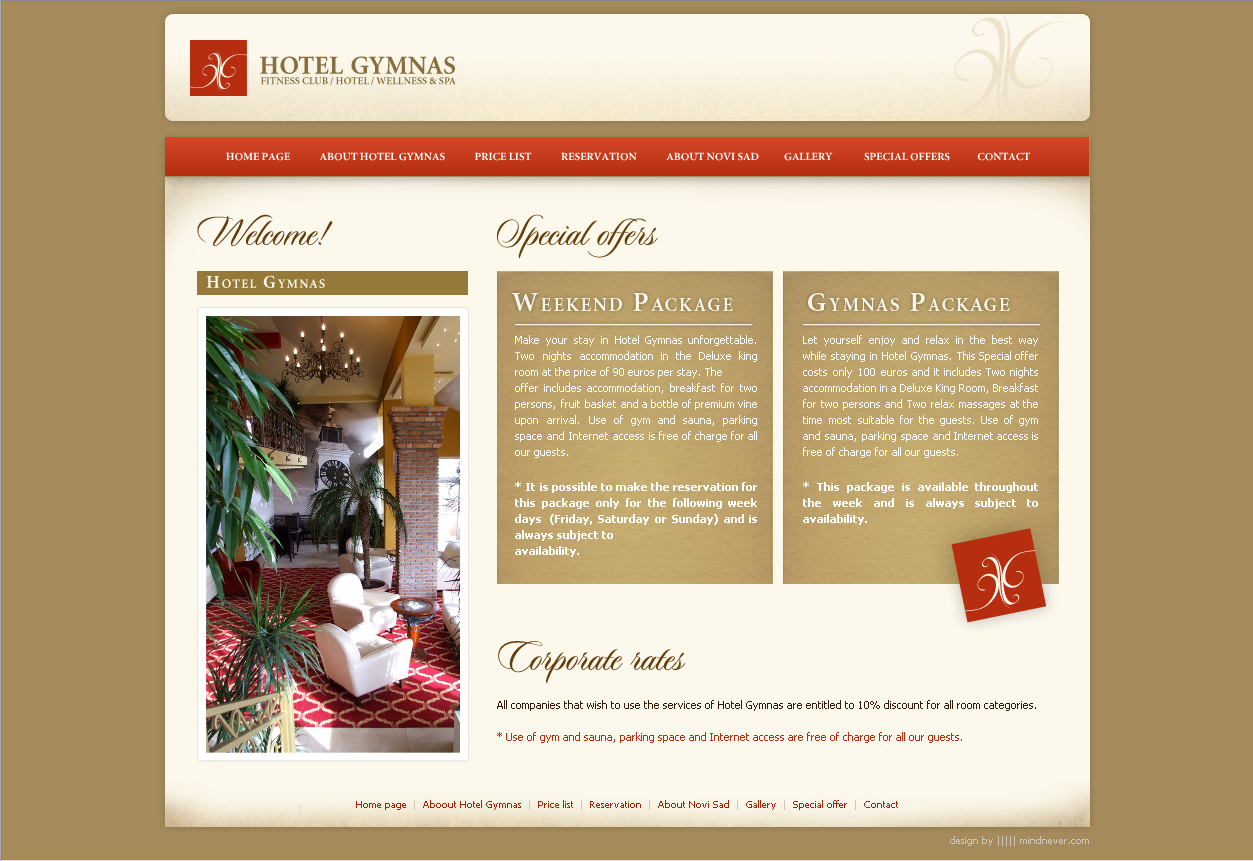 HOTEL GYMNAS
FITNESS CLUB / HOTEL / WELLNESS & SPA
HOME PAGE
ABOUT HOTEL GYMNAS
PRICE LIST
RESERVATION
ABOUT NOVI SAD
GALLERY
SPECIAL OFFERS
CONTACT
Welcome!
HOTEL GYMNAS
Special offers
WEEKEND PACKAGE
Make your stay in Hotel Gymnas unforgettable.
Two nights accommodation in the Deluxe king
room at the price of 90 euros per stay. The
offer includes accommodation, breakfast for two
persons, fruit basket and a bottle of premium vine
upon arrival. Use of gym and sauna, parking
space and Internet access is free of charge for all
our guests.
* It is possible to make the reservation for
this package only for the following week
days (Friday, Saturday or Sunday) and is
always subject to
availability.
GYMNAS PACKAGE
Let yourself enjoy and relax in the best way
while staying in Hotel Gymnas. This Special offer
costs only 100 euros and it includes Two nights
accommodation in a Deluxe King Room, Breakfast
for two persons and Two relax massages at the
time most suitable for the guests. Use of gym
and sauna, parking space and Internet access is
free of charge for all our guests.
* This package is available throughout
the week and is always subject to
availability.
Corporate rates
All companies that wish to use the services of Hotel Gymnas are entitled to 10% discount for all room categories.
* Use of gym and sauna, parking space and Internet access are free of charge for all our guests.
Home page | Aboout Hotel Gymnas | Price list | Reservation | About Novi Sad | Gallery | Special offer | Contact
design by ||||| mindnever.com